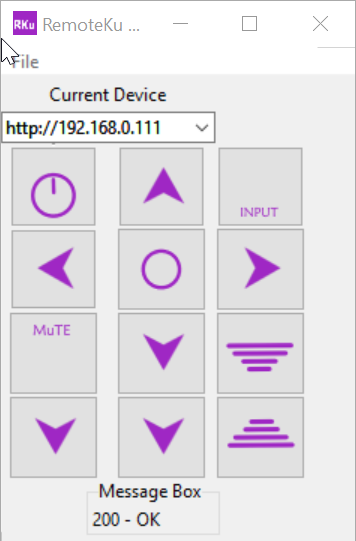 RKu RemoteKu ...
File
Current Device
http://192.168.0.111
INPUT
MuTE
Message Box
200 - OK